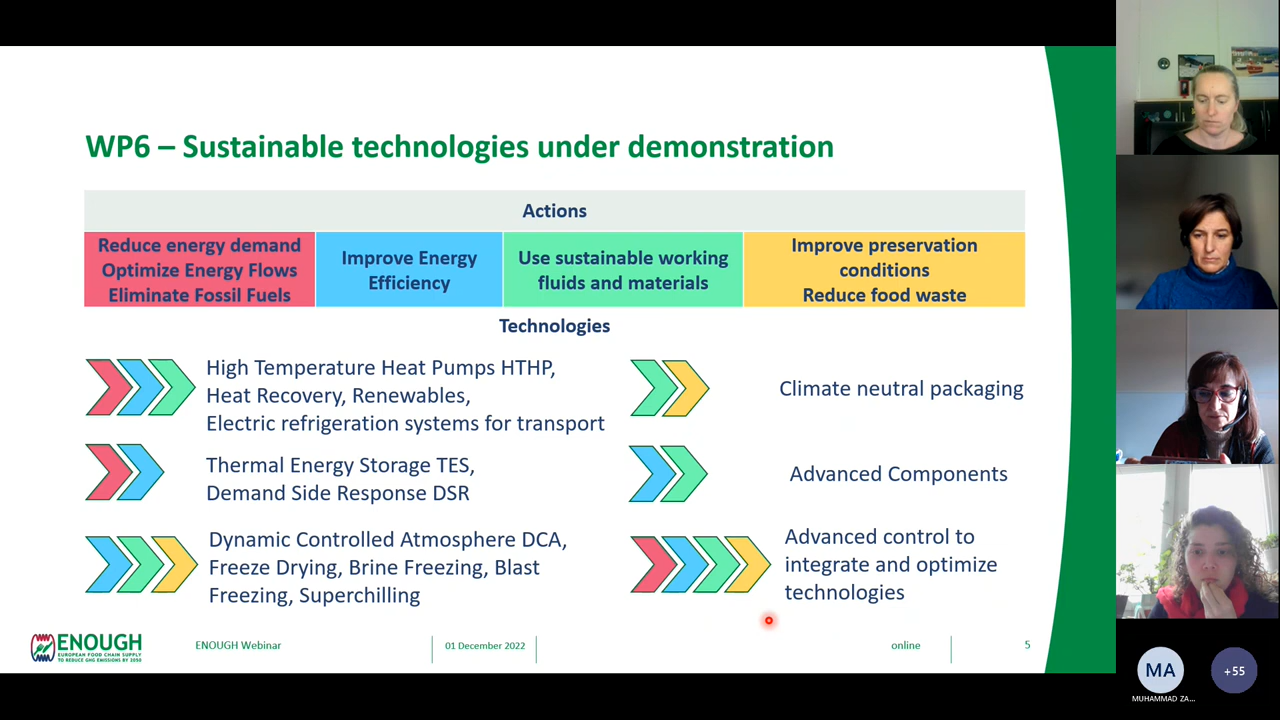 WP6 – Sustainable technologies under demonstration
Actions
Reduce energy demand
Optimize Energy Flows
Eliminate Fossil Fuels
Improve Energy
Efficiency
Use sustainable working
fluids and materials
Improve preservation
conditions
Reduce food waste
Technologies
High Temperature Heat Pumps HTHP,
Heat Recovery, Renewables,
Electric refrigeration systems for transport
Climate neutral packaging
Thermal Energy Storage TES,
Demand Side Response DSR
Advanced Components
Dynamic Controlled Atmosphere DCA,
Freeze Drying, Brine Freezing, Blast
Freezing, Superchilling
Advanced control to
integrate and optimize
technologies
ENOUGH
EUROPEAN FOOD CHAIN SUPPLY
TO REDUCE GHG EMISSIONS BY 2050
ENOUGH Webinar
01 December 2022
online
5
MA
MUHAMMAD ZA...
+55